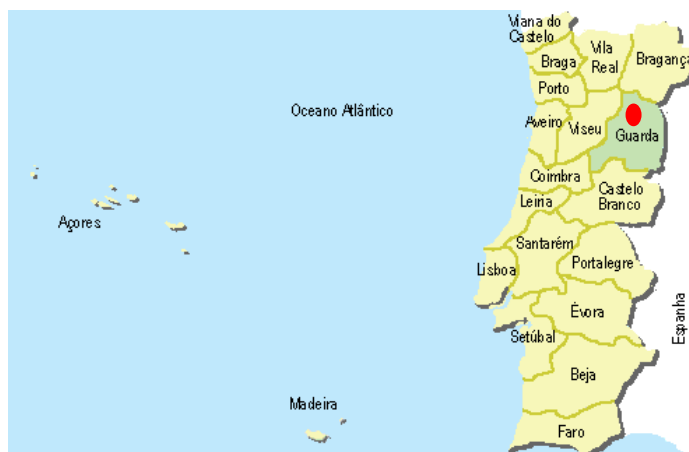 Viana do
Castelo
Braga
Vila
Real
Bragança
Porto
Oceano Atlântico
Aveiro
Viseu
Guarda
Coimbra
Castelo
Branco
Leiria
Açores
Santarém
Lisboa
Portalegre
Espanha
Évora
Setúbal
Beja
Madeira
Faro